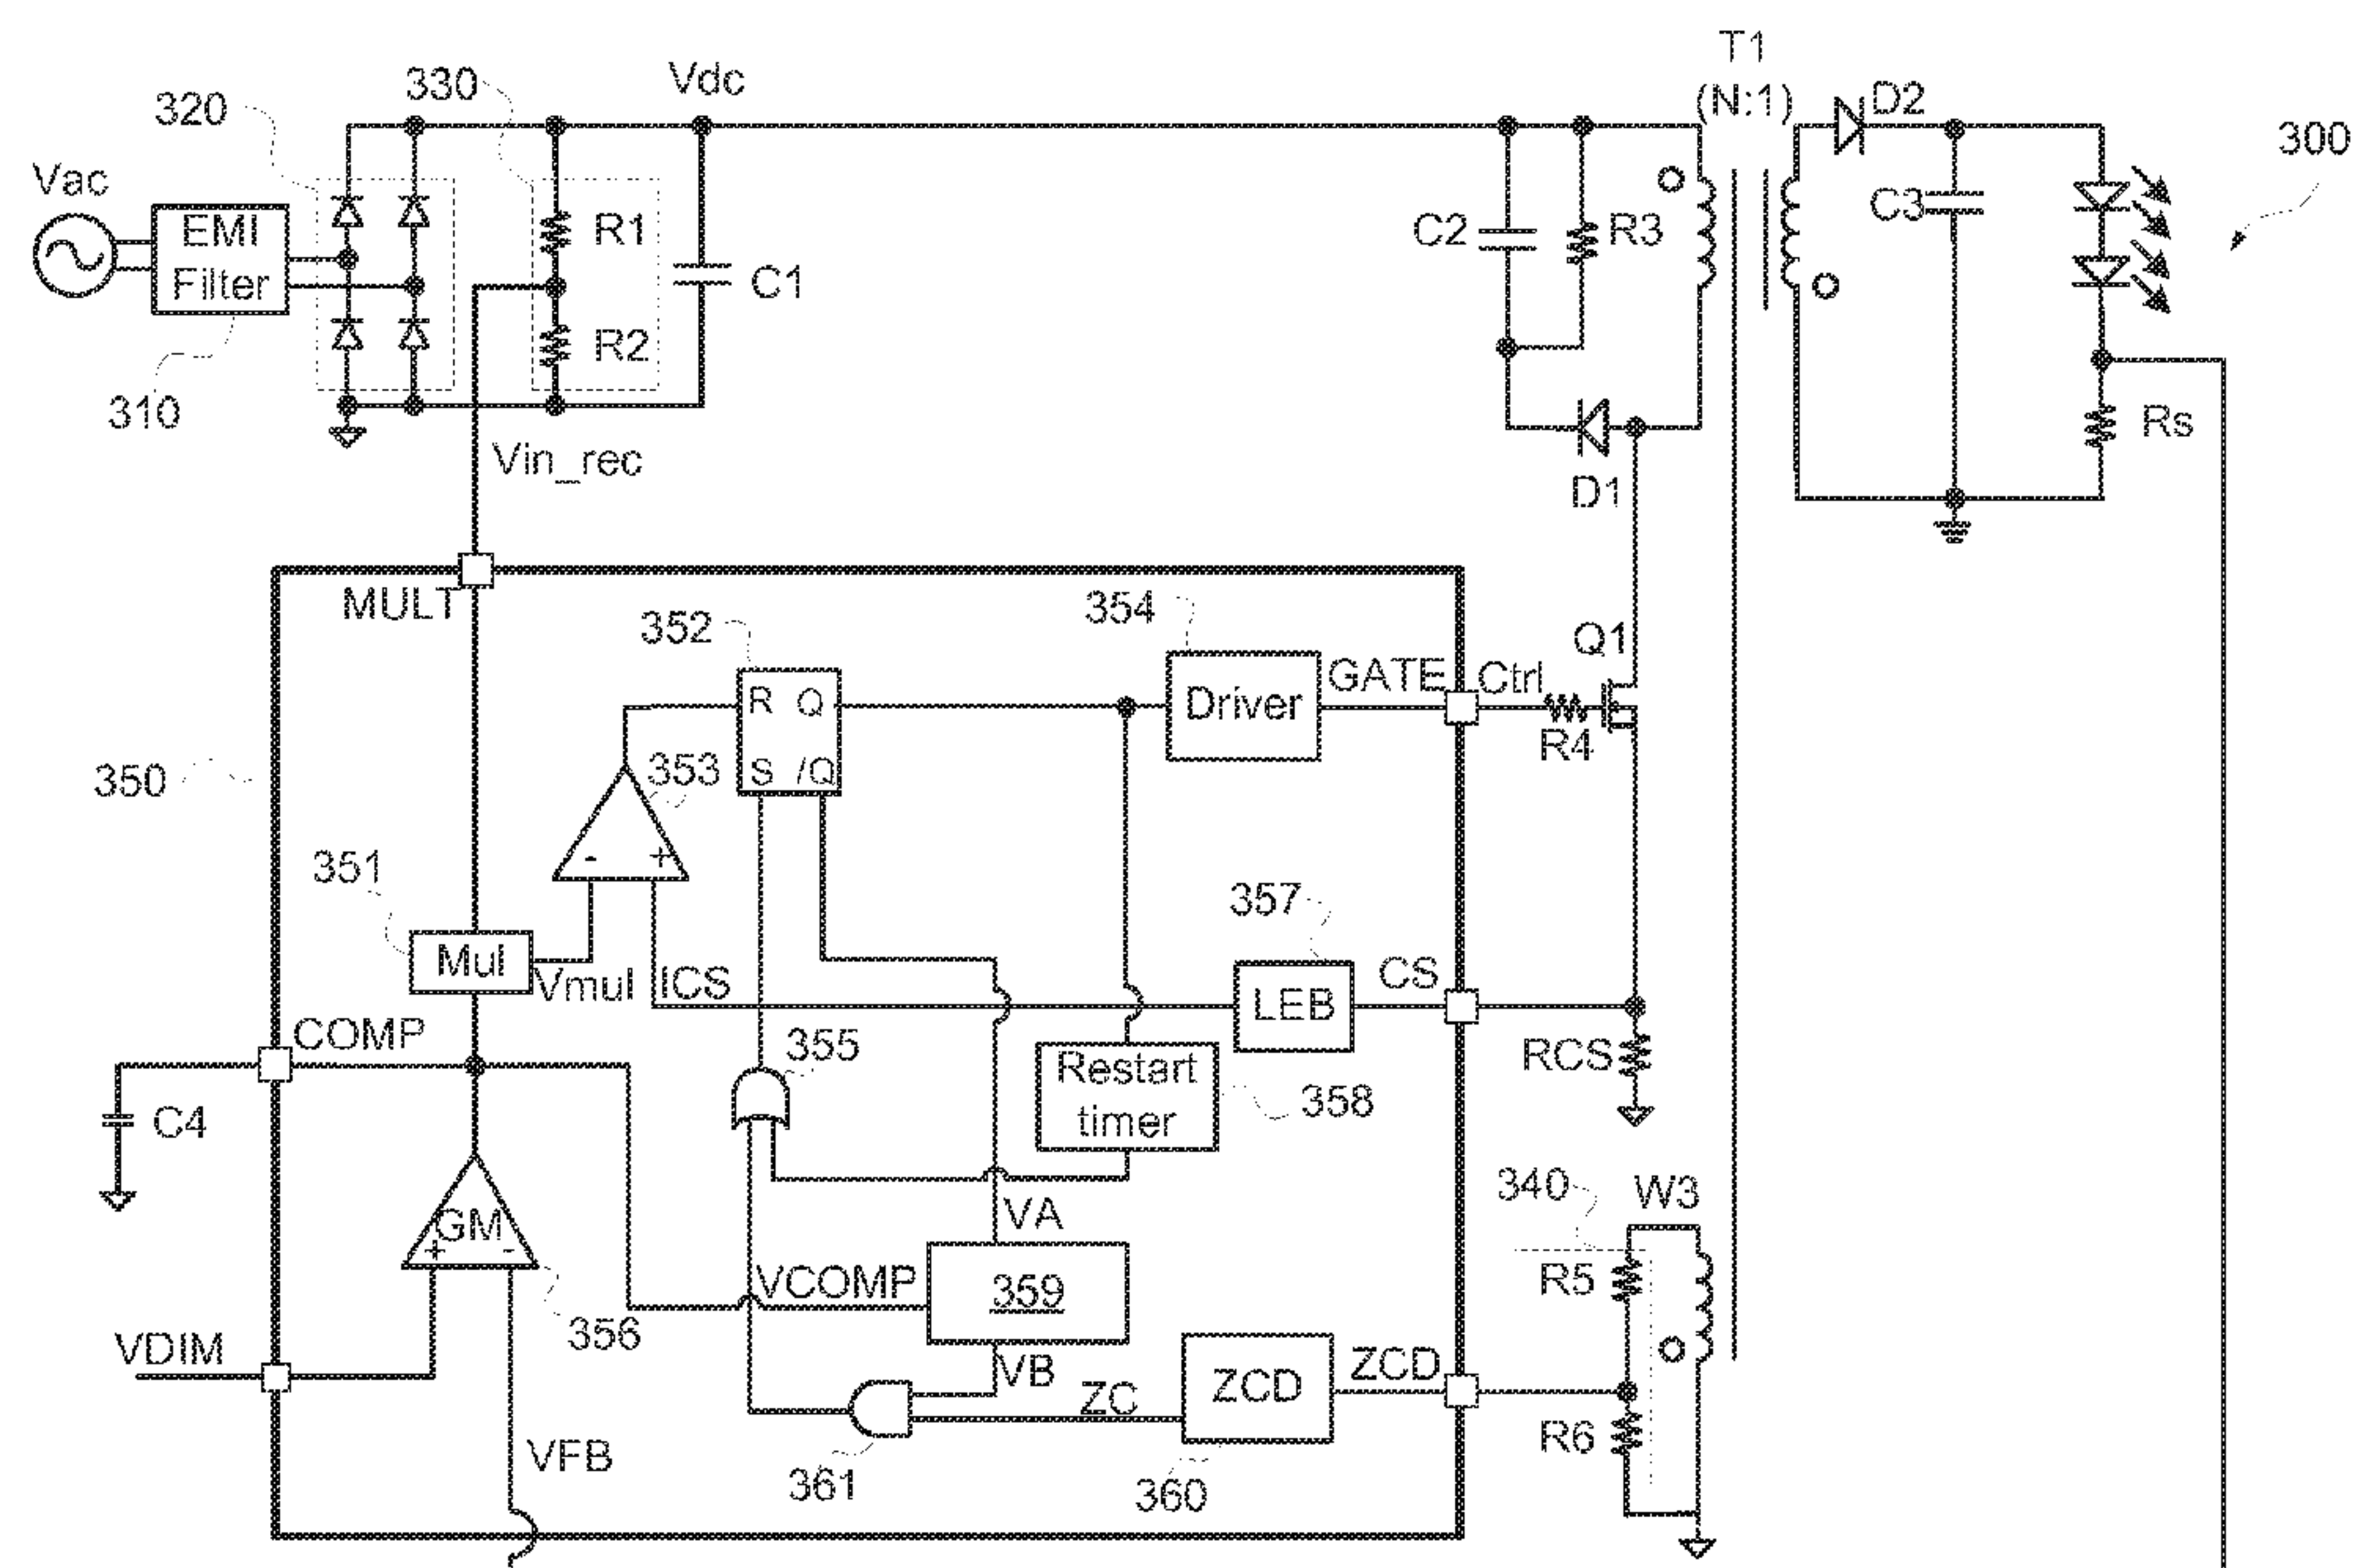 T1
(N:1)
D2
300
330
Vdc
320
Vac
EMI
Filter
R1
C1
C2
R3
C3
R2
310
Rs
Vin_rec
D1
MULT
352
354
Q1
R Q
Driver
GATE
Ctrl
R4
S /Q
353
350
351
- +
357
Mul
Vmul
ICS
LEB
CS
COMP
355
Restart
timer
RCS
358
C4
340
W3
VA
GM
+ -
VCOMP
359
R5
356
VDIM
VB
ZC
ZCD
ZCD
R6
VFB
361
360